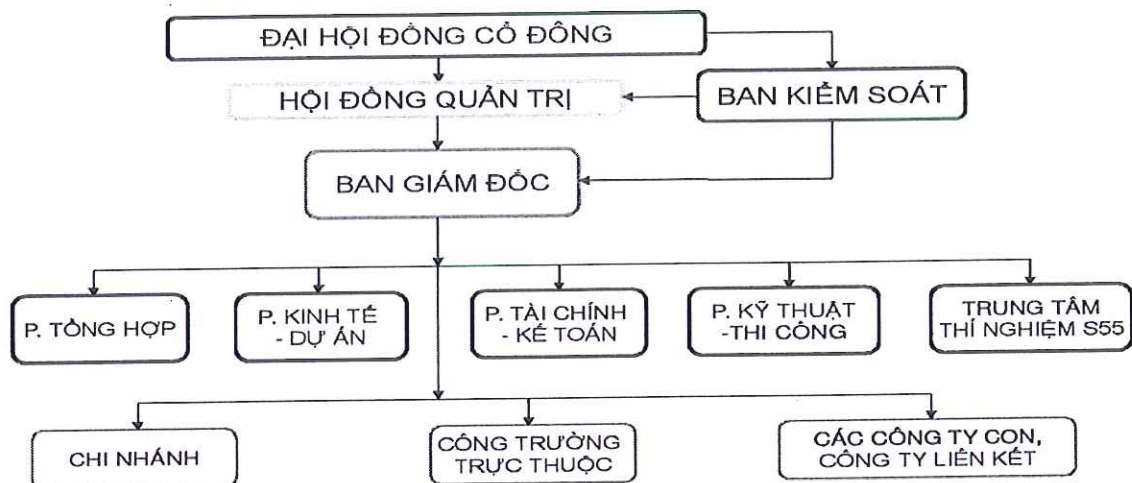 ĐẠI HỘI ĐỒNG CỔ ĐÔNG
HỘI ĐỒNG QUẢN TRỊ
BAN KIỂM SOÁT
BAN GIÁM ĐỐC
P. TỔNG HỢP
P. KINH TẾ
- DỰ ÁN
P. TÀI CHÍNH
- KẾ TOÁN
P. KỸ THUẬT
-THI CÔNG
TRUNG TÂM
THÍ NGHIỆM S55
CHI NHÁNH
CÔNG TRƯỜNG
TRỰC THUỘC
CÁC CÔNG TY CON,
CÔNG TY LIÊN KẾT